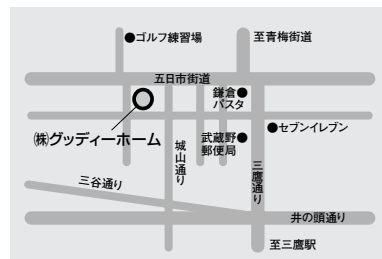 ●ゴルフ練習場
至青梅街道
五日市街道
鎌倉●
パスタ
㈱グッディーホーム
●セブンイレブン
武蔵野●
郵便局
城山通り
三鷹通り
三谷通り
井の頭通り
至三鷹駅